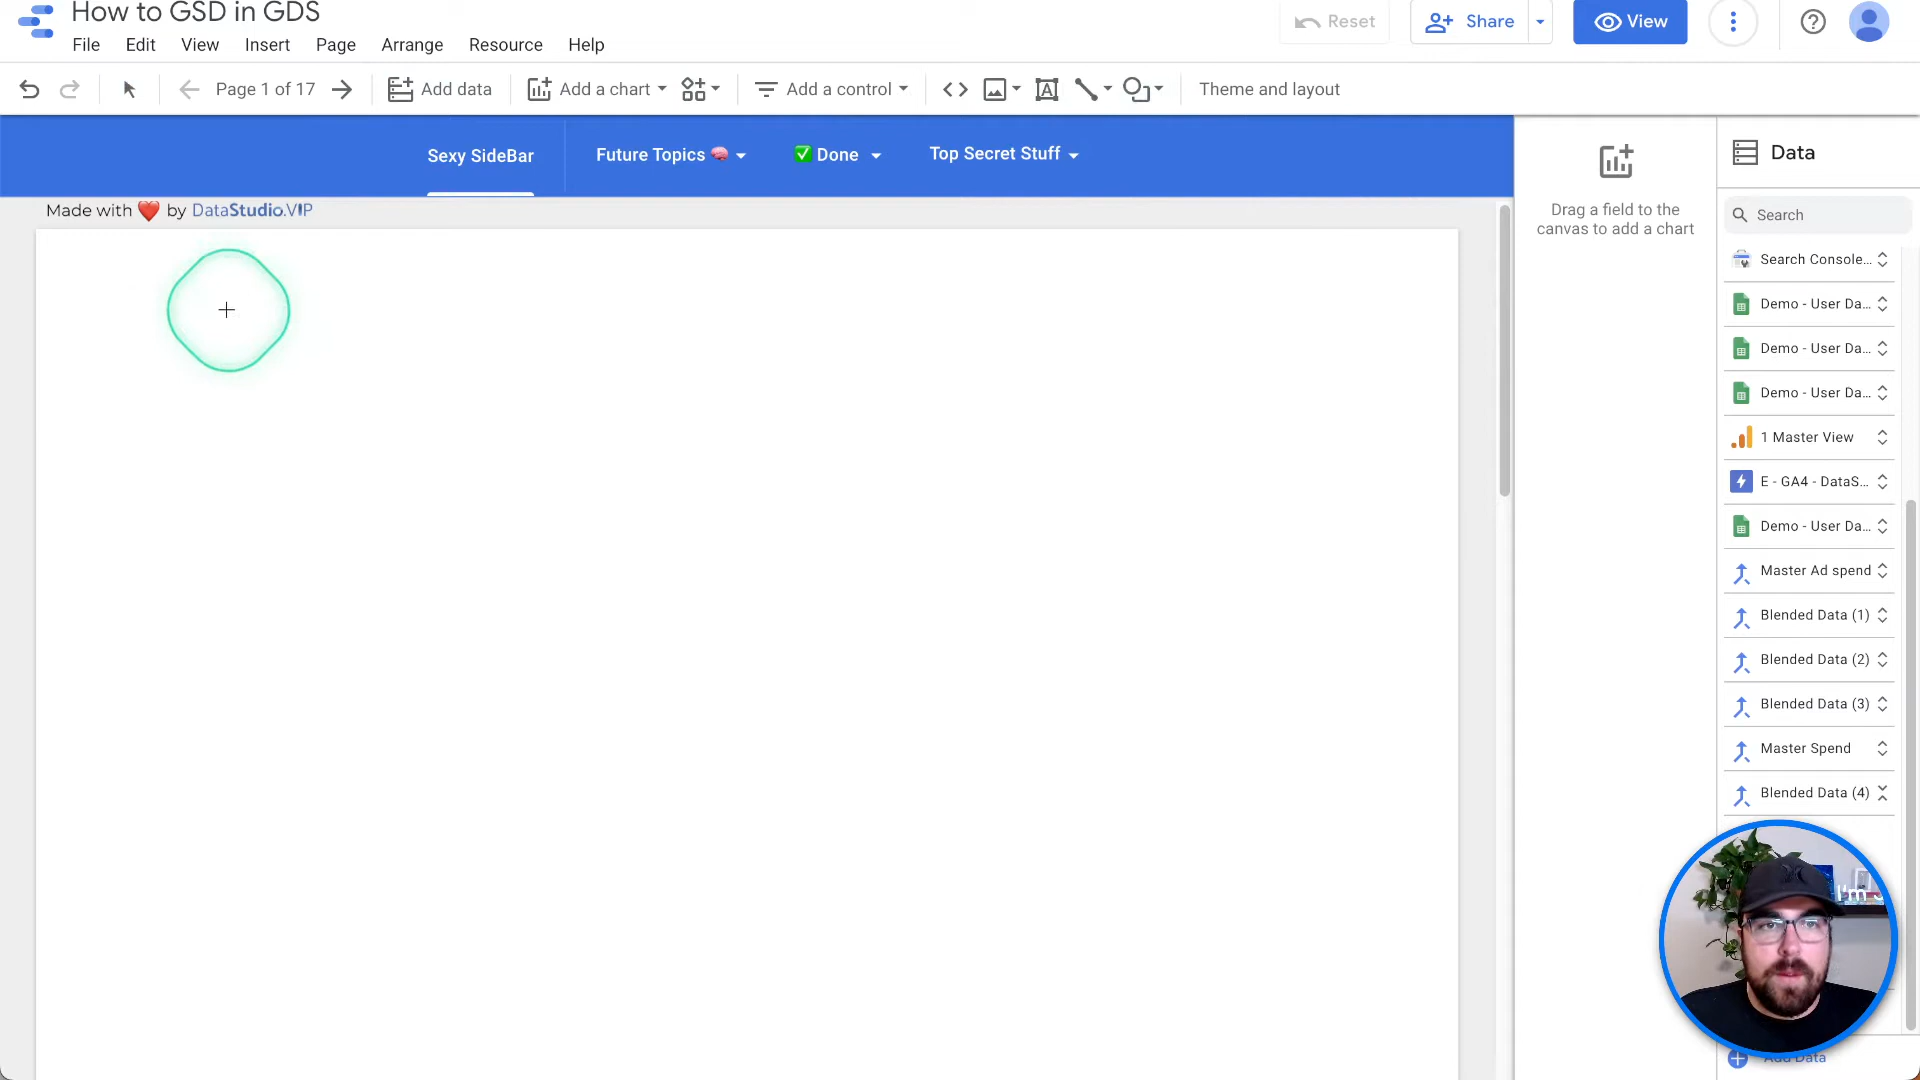 How to GSD in GDS
Reset
Share
View
File Edit View Insert Page Arrange Resource Help
Page 1 of 17
Add data
Add a chart
Add a control
Theme and layout
Sexy SideBar
Future Topics 🧠
✅ Done
Top Secret Stuff
Made with ❤️ by DataStudio.VIP
Drag a field to the
canvas to add a chart
Data
Search
Search Console...
Demo - User Da...
Demo - User Da...
Demo - User Da...
1 Master View
E - GA4 - DataS...
Demo - User Da...
Master Ad spend
Blended Data (1)
Blended Data (2)
Blended Data (3)
Master Spend
Blended Data (4)
I'm
Add Data